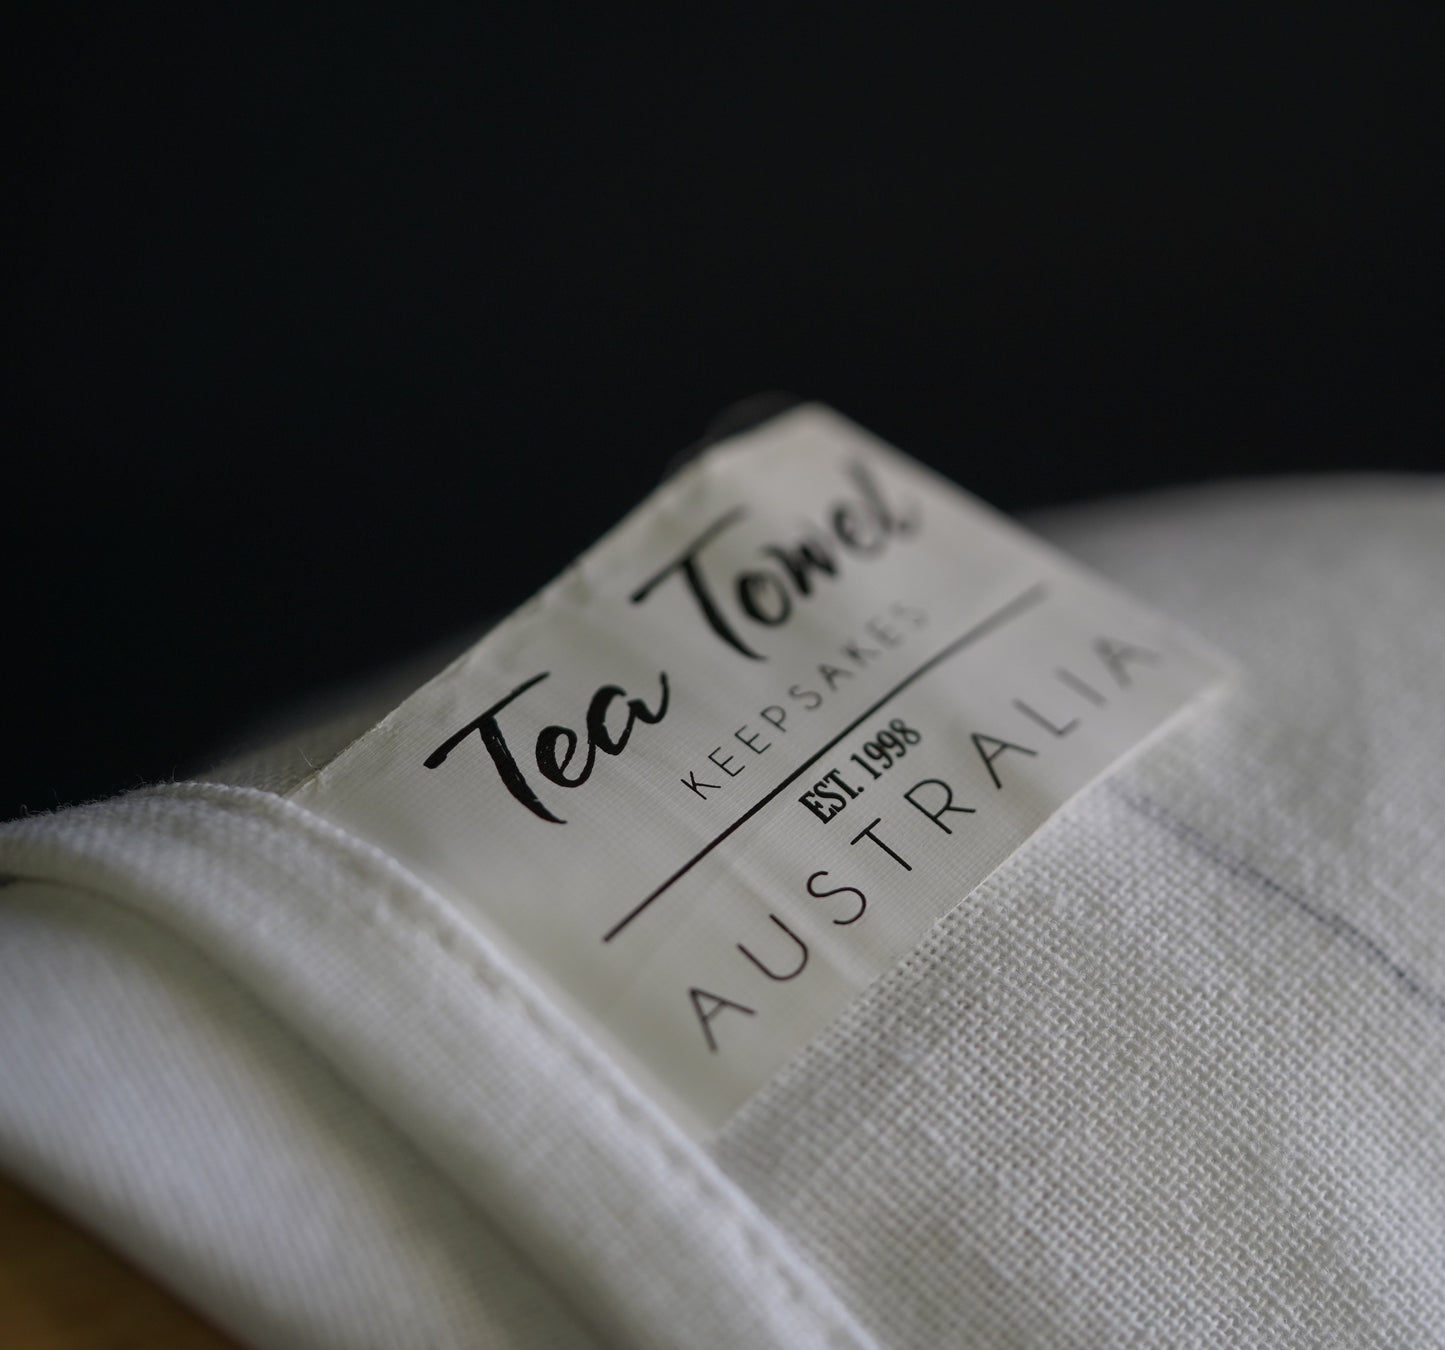 Tea Towel
KEEPSAKES
EST. 1998
AUSTRALIA